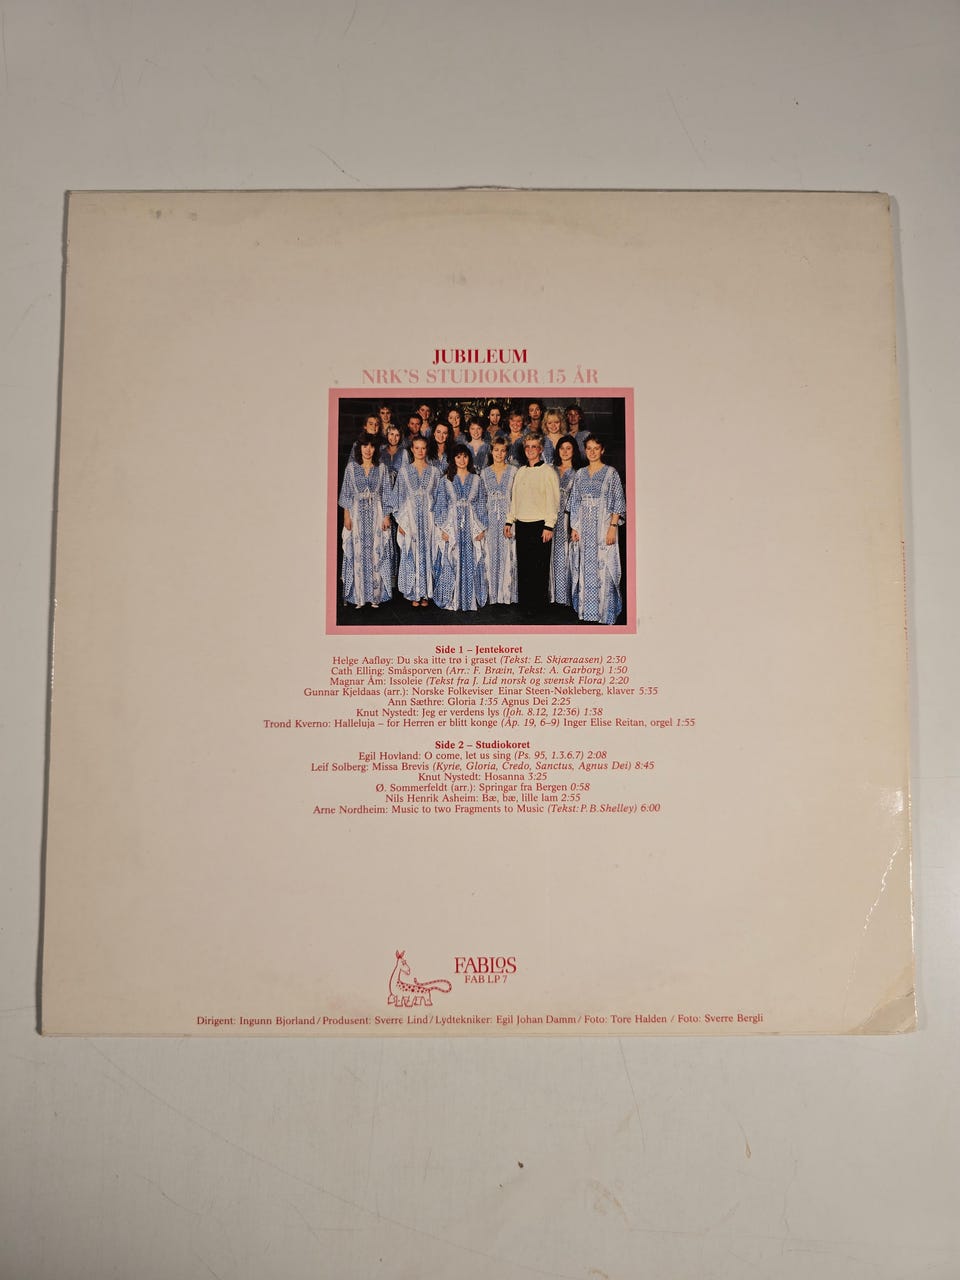 JUBILEUM
NRK'S STUDIOKOR 15 ÅR
Side 1 – Jentekoret
Helge Aafløy: Du ska itte trø i graset (Tekst: E. Skjæraasen) 2:30
Cath Elling: Småsporven (Arr.: F. Bræin, Tekst: A. Garborg) 1:50
Magnar Åm: Issoleie (Tekst fra J. Lid norsk og svensk Flora) 2:20
Gunnar Kjeldaas (arr.): Norske Folkeviser Einar Steen-Nøkleberg, klaver 5:35
Ann Sæthre: Gloria 1:35 Agnus Dei 2:25
Knut Nystedt: Jeg er verdens lys (Joh. 8.12, 12:36) 1:38
Trond Kverno: Halleluja – for Herren er blitt konge (Åp. 19, 6–9) Inger Elise Reitan, orgel 1:55
Side 2 – Studiokoret
Egil Hovland: O come, let us sing (Ps. 95, 1.3.6.7) 2:08
Leif Solberg: Missa Brevis (Kyrie, Gloria, Credo, Sanctus, Agnus Dei) 8:45
Knut Nystedt: Hosanna 3:25
Ø. Sommerfeldt (arr.): Springar fra Bergen 0:58
Nils Henrik Asheim: Bæ, bæ, lille lam 2:55
Arne Nordheim: Music to two Fragments to Music (Tekst: P.B. Shelley) 6:00
FABLOS
FAB LP 7
Dirigent: Ingunn Bjorland / Produsent: Sverre Lind / Lydtekniker: Egil Johan Damm / Foto: Tore Halden / Foto: Sverre Bergli